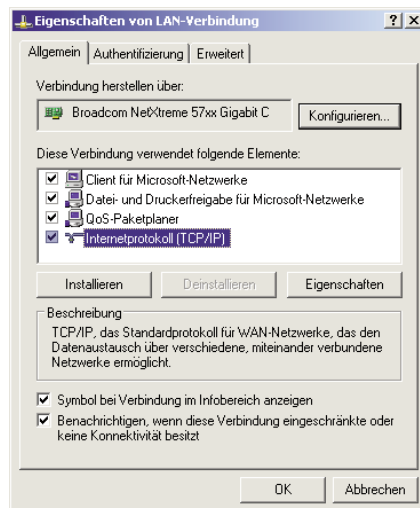 Eigenschaften von LAN-Verbindung
Allgemein Authentifizierung Erweitert
Verbindung herstellen über:
Broadcom NetXtreme 57xx Gigabit C
Konfigurieren...
Diese Verbindung verwendet folgende Elemente:
Client für Microsoft-Netzwerke
Datei- und Druckerfreigabe für Microsoft-Netzwerke
QoS-Paketplaner
Internetprotokoll (TCP/IP)
Installieren Deinstallieren Eigenschaften
Beschreibung
TCP/IP, das Standardprotokoll für WAN-Netzwerke, das den
Datenaustausch über verschiedene, miteinander verbundene
Netzwerke ermöglicht.
Symbol bei Verbindung im Infobereich anzeigen
Benachrichtigen, wenn diese Verbindung eingeschränkte oder
keine Konnektivität besitzt
OK Abbrechen